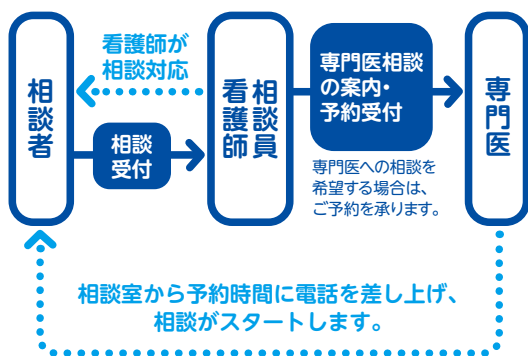 看護師が
相談対応
相談者
相談
受付
相談員
看護師
専門医相談
の案内・
予約受付
専門医への相談を
希望する場合は、
ご予約を承ります。
専門医
相談室から予約時間に電話を差し上げ、
相談がスタートします。